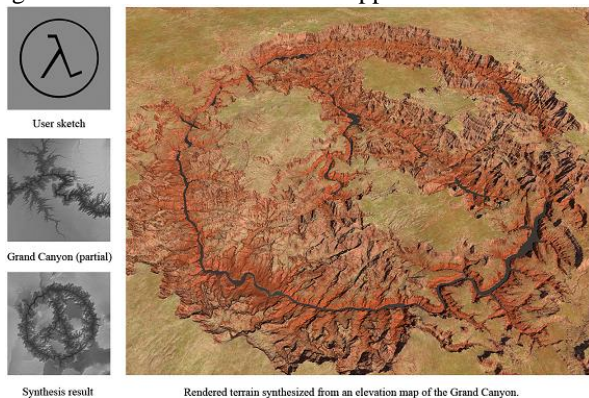 λ
User sketch
Grand Canyon (partial)
Synthesis result
Rendered terrain synthesized from an elevation map of the Grand Canyon.